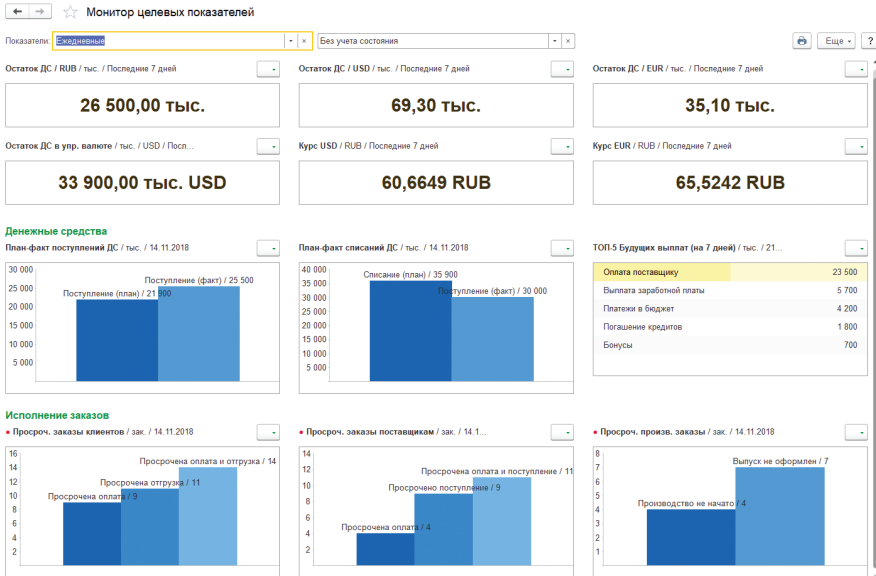 Монитор целевых показателей
Показатели: Ежедневные Без учета состояния Еще ?
Остаток ДС / RUB / тыс. / Последние 7 дней
26 500,00 тыс.
Остаток ДС / USD / тыс. / Последние 7 дней
69,30 тыс.
Остаток ДС / EUR / тыс. / Последние 7 дней
35,10 тыс.
Остаток ДС в упр. валюте / тыс. / USD / Посл...
33 900,00 тыс. USD
Курс USD / RUB / Последние 7 дней
60,6649 RUB
Курс EUR / RUB / Последние 7 дней
65,5242 RUB
Денежные средства
План-факт поступлений ДС / тыс. / 14.11.2018
30 000
25 000
20 000
15 000
10 000
5 000
Поступление (план) / 21 900
Поступление (факт) / 25 500
План-факт списаний ДС / тыс. / 14.11.2018
40 000
35 000
30 000
25 000
20 000
15 000
10 000
5 000
Списание (план) / 35 900
Поступление (факт) / 30 000
ТОП-5 Будущих выплат (на 7 дней) / тыс. / 21...
Оплата поставщику 23 500
Выплата заработной платы 5 700
Платежи в бюджет 4 200
Погашение кредитов 1 800
Бонусы 700
Исполнение заказов
Просроч. заказы клиентов / зак. / 14.11.2018
16
14
12
10
8
6
4
2
Просрочена оплата / 9
Просрочена отгрузка / 11
Просрочена оплата и отгрузка / 14
Просроч. заказы поставщикам / зак. / 14.1...
14
12
10
8
6
4
2
Просрочена оплата / 4
Просрочено поступление / 9
Просрочена оплата и поступление / 11
Просроч. произв. заказы / зак. / 14.11.2018
8
7
6
5
4
3
2
1
Производство не начато / 4
Выпуск не оформлен / 7